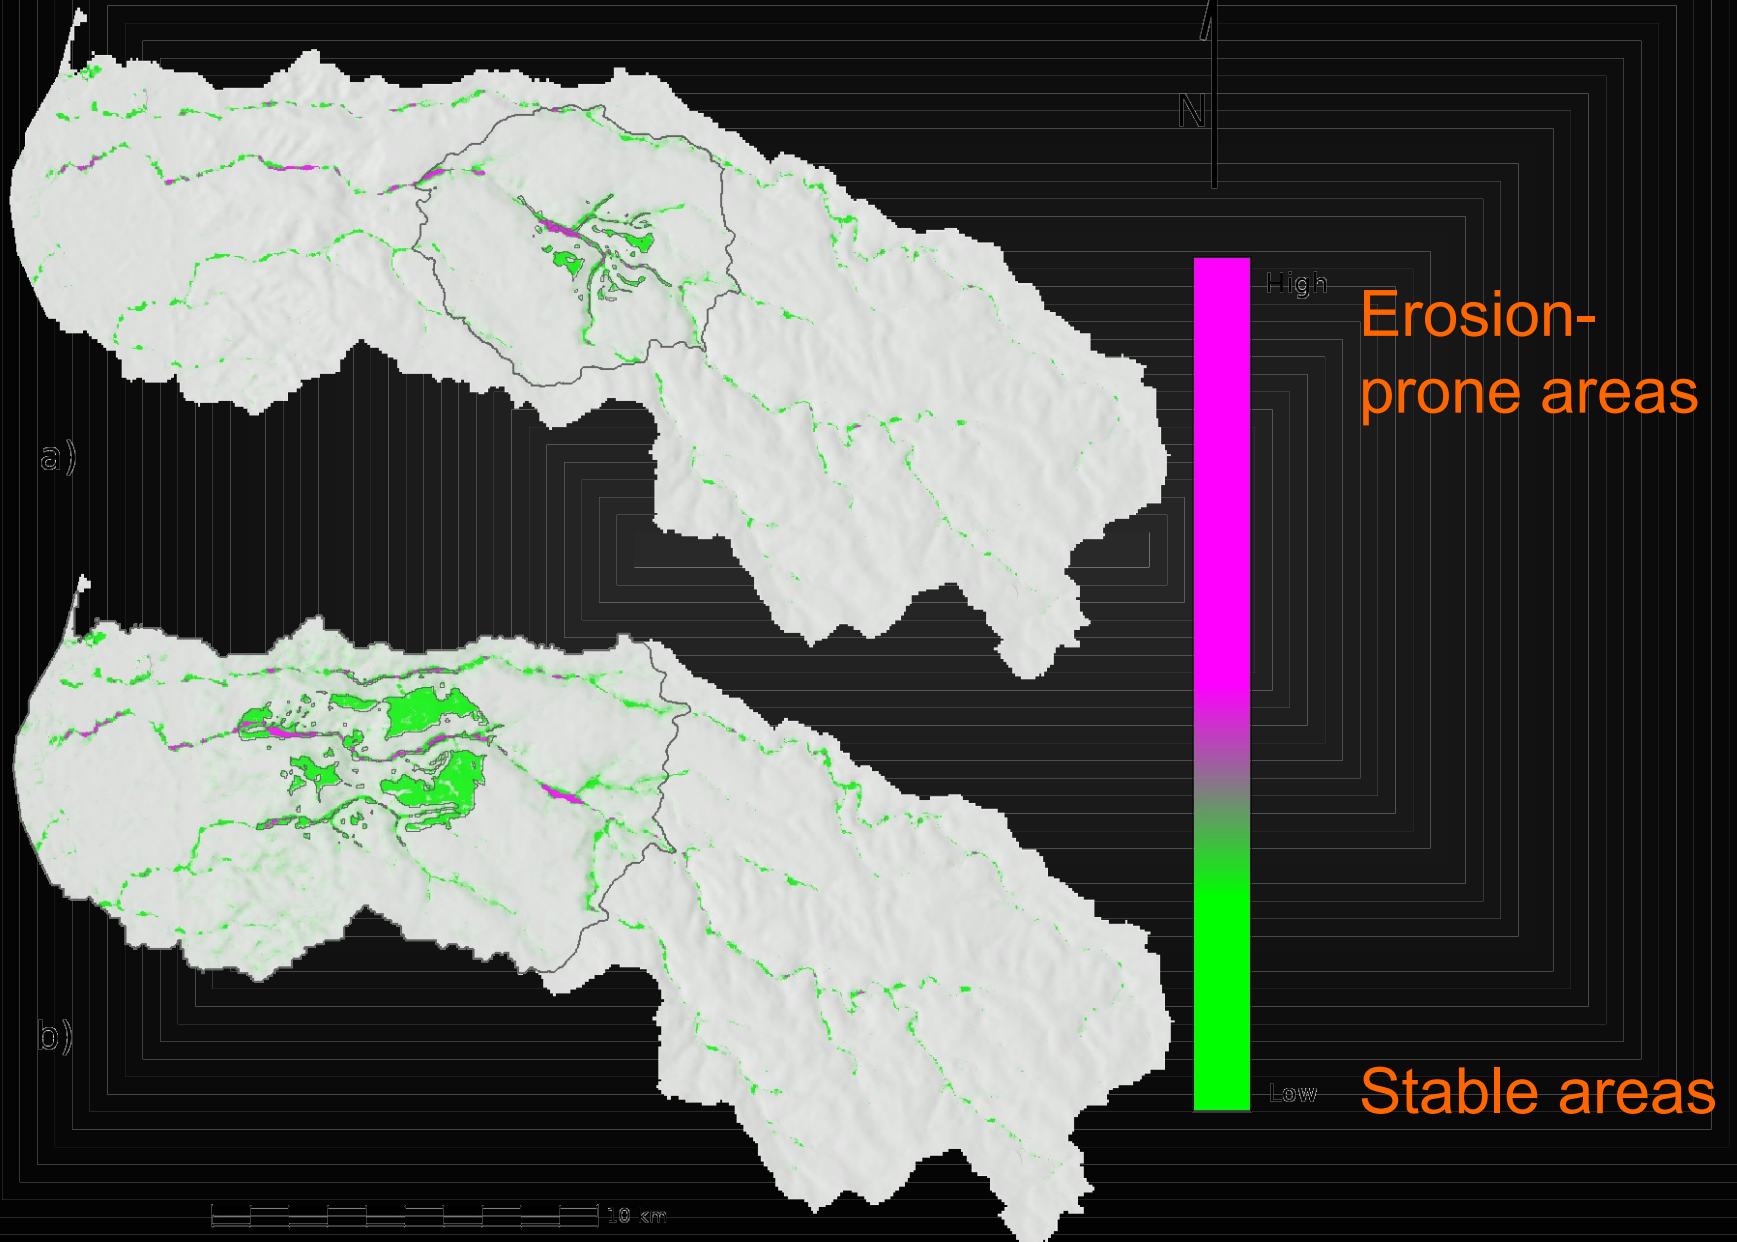 N
High
Erosion-
prone areas
a)
b)
Low
Stable areas
10 km